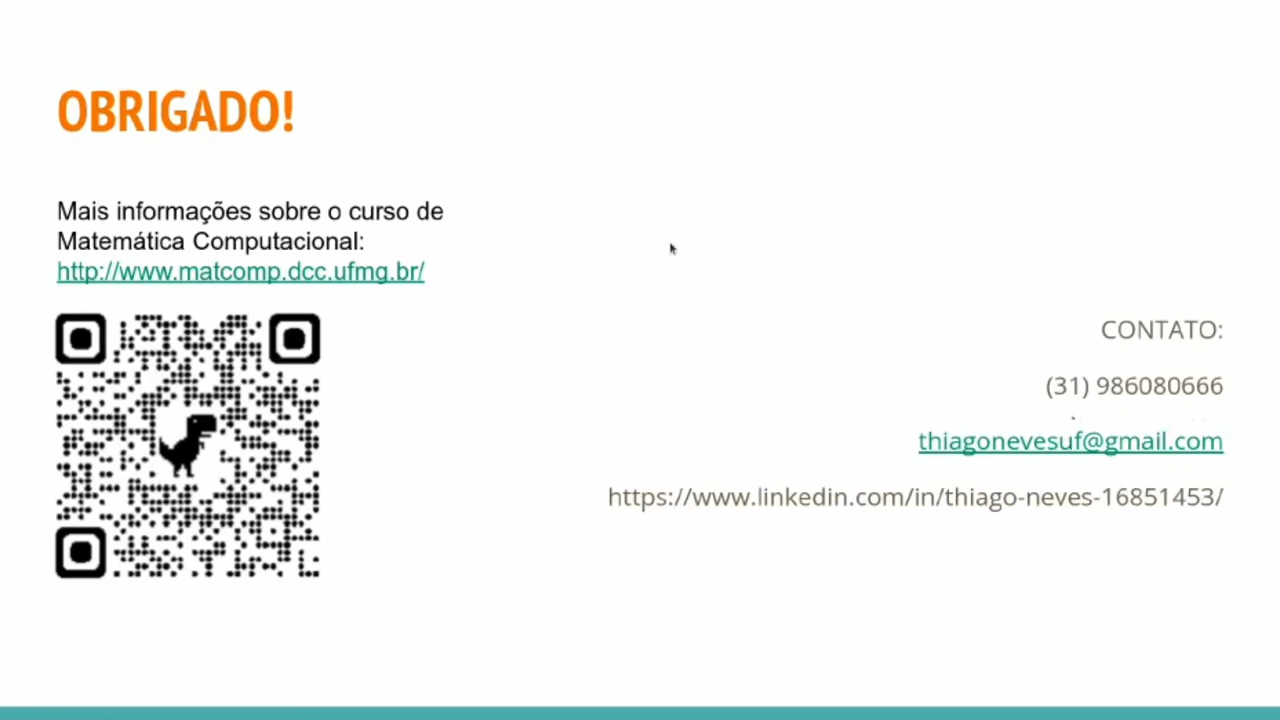 OBRIGADO!
Mais informações sobre o curso de
Matemática Computacional:
http://www.matcomp.dcc.ufmg.br/
CONTATO:
(31) 986080666
thiagonevesuf@gmail.com
https://www.linkedin.com/in/thiago-neves-16851453/